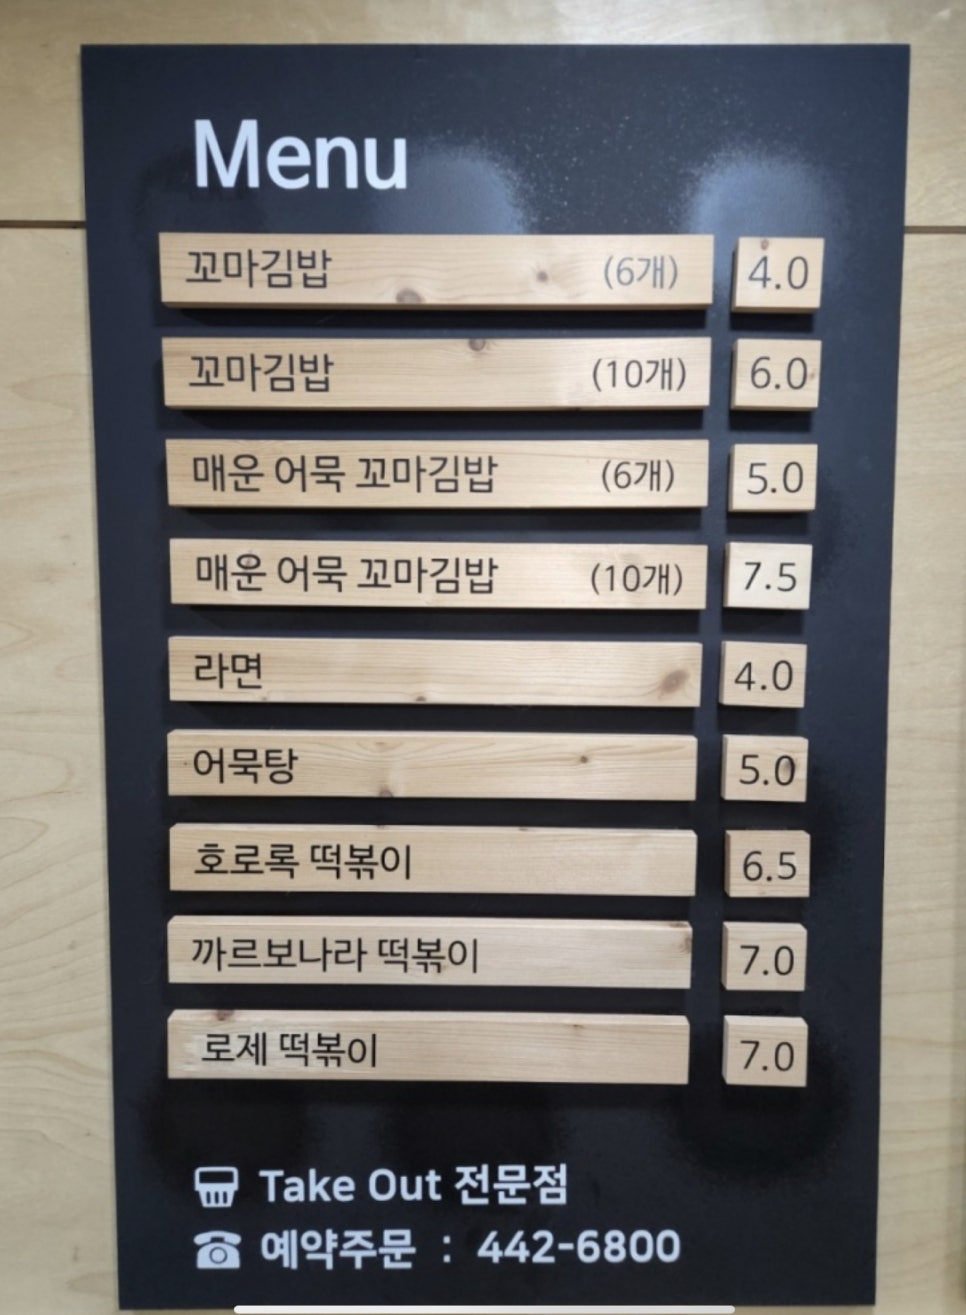 Menu
꼬마김밥 (6개) 4.0
꼬마김밥 (10개) 6.0
매운 어묵 꼬마김밥 (6개) 5.0
매운 어묵 꼬마김밥 (10개) 7.5
라면 4.0
어묵탕 5.0
호로록 떡볶이 6.5
까르보나라 떡볶이 7.0
로제 떡볶이 7.0
Take Out 전문점
예약주문 : 442-6800